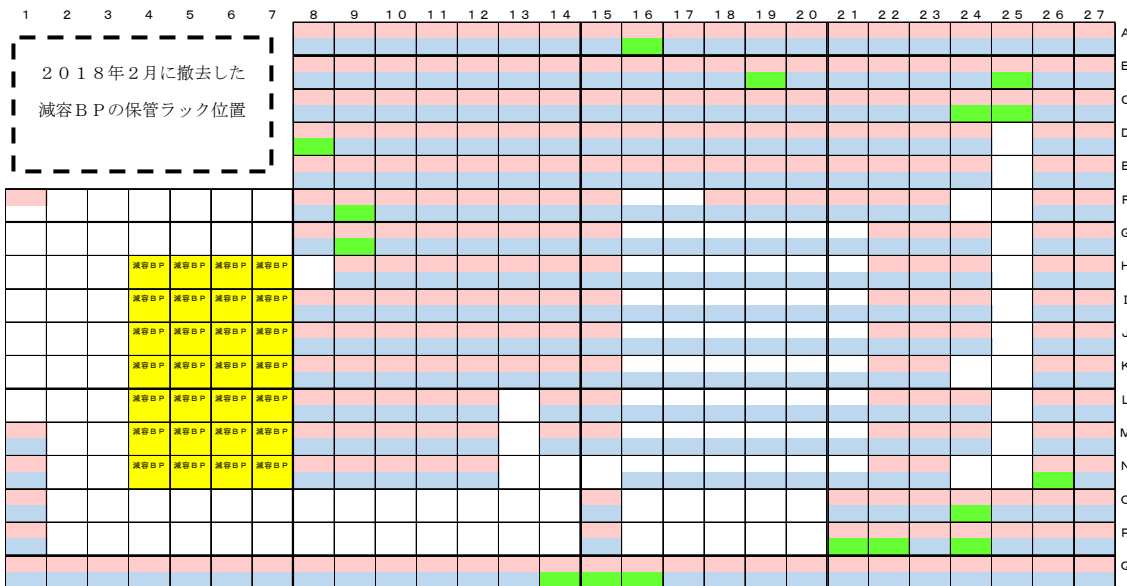 １ ２ ３ ４ ５ ６ ７ ８ ９ １０ １１ １２ １３ １４ １５ １６ １７ １８ １９ ２０ ２１ ２２ ２３ ２４ ２５ ２６ ２７
２０１８年２月に撤去した
減容ＢＰの保管ラック位置
A
C
D
F
G
減容ＢＰ 減容ＢＰ 減容ＢＰ 減容ＢＰ H
減容ＢＰ 減容ＢＰ 減容ＢＰ 減容ＢＰ I
減容ＢＰ 減容ＢＰ 減容ＢＰ 減容ＢＰ J
減容ＢＰ 減容ＢＰ 減容ＢＰ 減容ＢＰ K
減容ＢＰ 減容ＢＰ 減容ＢＰ 減容ＢＰ L
減容ＢＰ 減容ＢＰ 減容ＢＰ 減容ＢＰ M
減容ＢＰ 減容ＢＰ 減容ＢＰ 減容ＢＰ N
O
P
Q